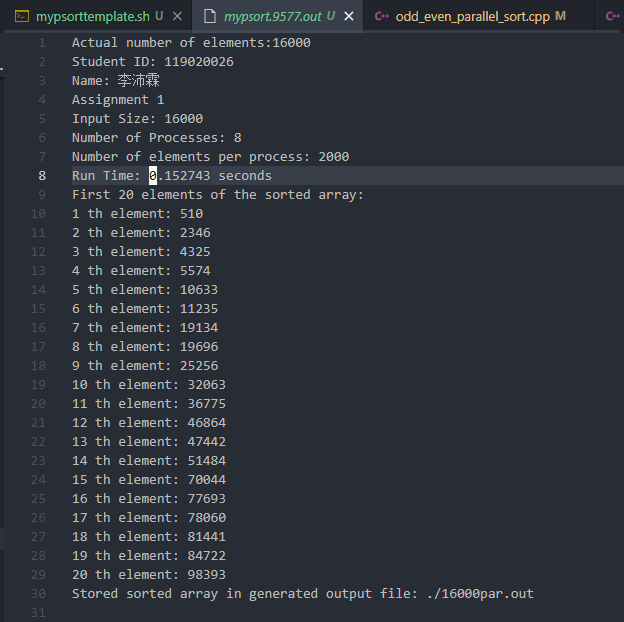 mypsorttemplate.sh U
mypsort.9577.out U
odd_even_parallel_sort.cpp M
1 Actual number of elements:16000
2 Student ID: 119020026
3 Name: 李沛霖
4 Assignment 1
5 Input Size: 16000
6 Number of Processes: 8
7 Number of elements per process: 2000
8 Run Time: 0.152743 seconds
9 First 20 elements of the sorted array:
10 1 th element: 510
11 2 th element: 2346
12 3 th element: 4325
13 4 th element: 5574
14 5 th element: 10633
15 6 th element: 11235
16 7 th element: 19134
17 8 th element: 19696
18 9 th element: 25256
19 10 th element: 32063
20 11 th element: 36775
21 12 th element: 46864
22 13 th element: 47442
23 14 th element: 51484
24 15 th element: 70044
25 16 th element: 77693
26 17 th element: 78060
27 18 th element: 81441
28 19 th element: 84722
29 20 th element: 98393
30 Stored sorted array in generated output file: ./16000par.out
31